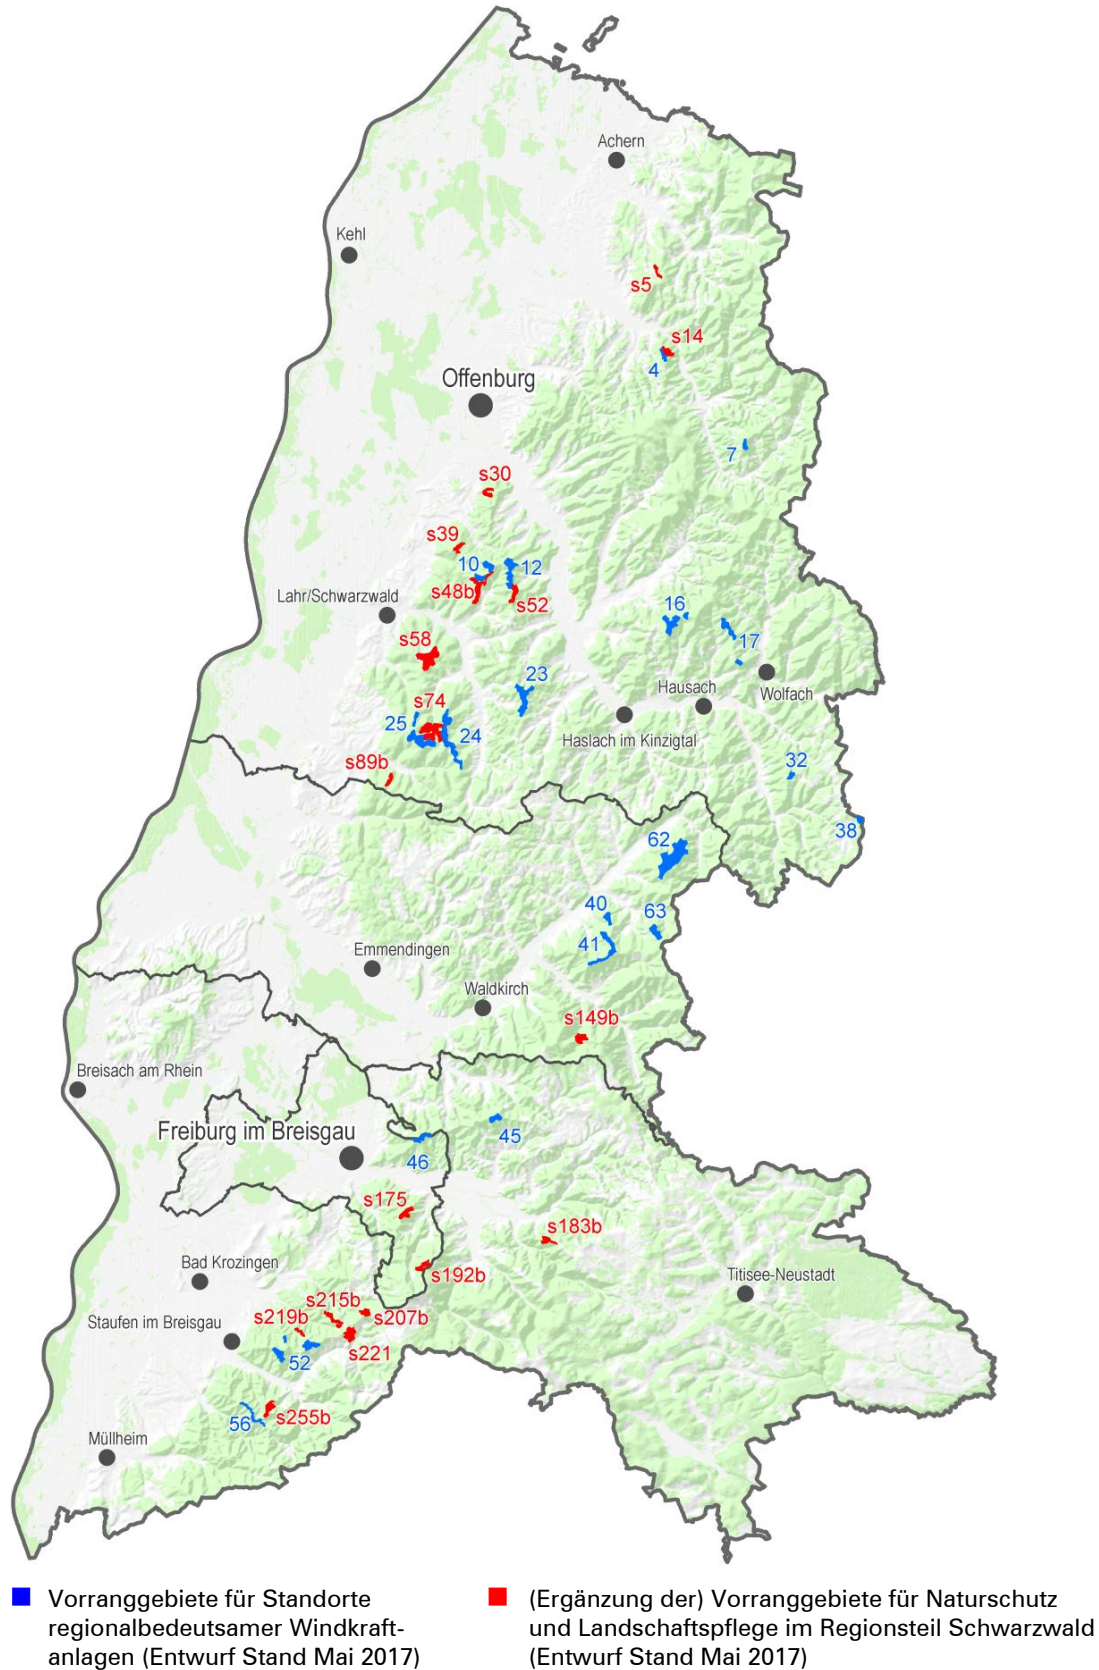 Achern
Kehl
s5
s14
4
Offenburg
7
s30
s39
10
12
s48b
s52
Lahr/Schwarzwald
16
s58
17
23
Wolfach
Hausach
s74
25
24
Haslach im Kinzigtal
s89b
32
38
62
40
63
41
Emmendingen
Waldkirch
s149b
Breisach am Rhein
Freiburg im Breisgau
45
46
s175
s183b
Bad Krozingen
s192b
Titisee-Neustadt
s215b
s219b
s207b
Staufen im Breisgau
s221
52
56
s255b
Müllheim
Vorranggebiete für Standorte
regionalbedeutsamer Windkraft-
anlagen (Entwurf Stand Mai 2017)
(Ergänzung der) Vorranggebiete für Naturschutz
und Landschaftspflege im Regionsteil Schwarzwald
(Entwurf Stand Mai 2017)